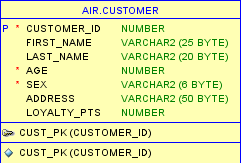 AIR.CUSTOMER
P * CUSTOMER_ID NUMBER
FIRST_NAME VARCHAR2 (25 BYTE)
LAST_NAME VARCHAR2 (20 BYTE)
* AGE NUMBER
* SEX VARCHAR2 (6 BYTE)
ADDRESS VARCHAR2 (50 BYTE)
LOYALTY_PTS NUMBER
CUST_PK (CUSTOMER_ID)
CUST_PK (CUSTOMER_ID)